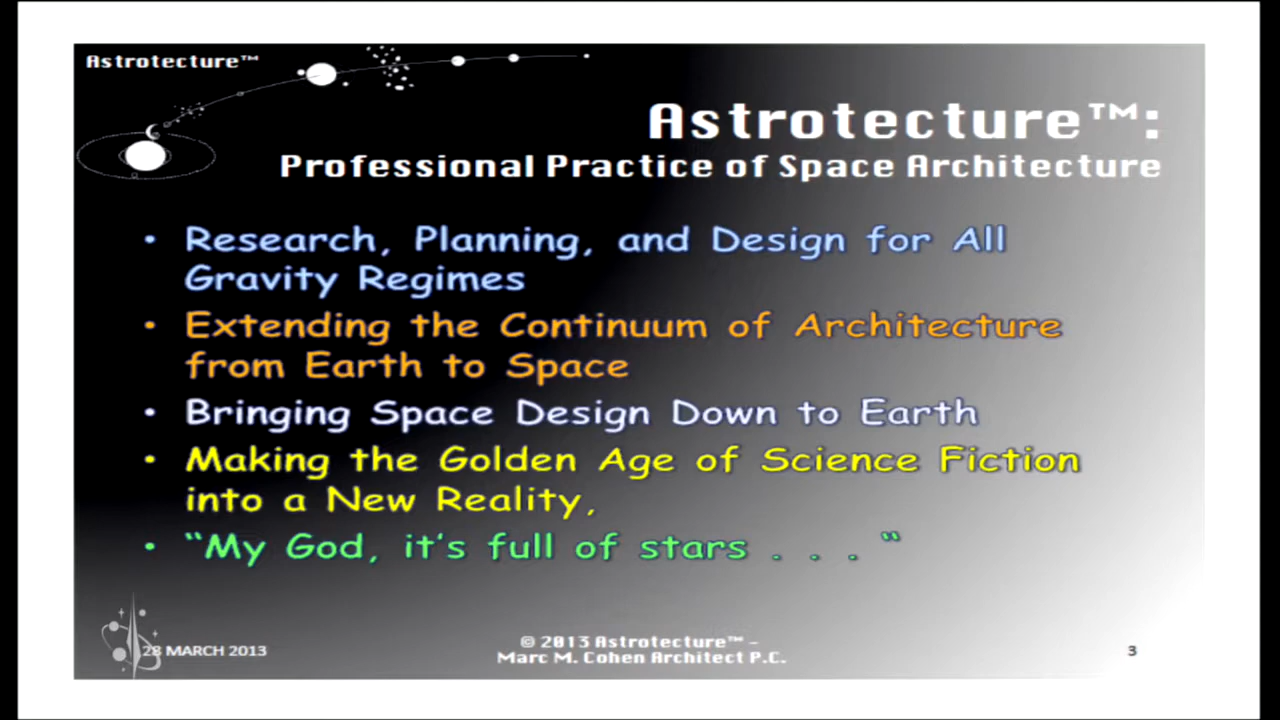 Astrotecture™
Astrotecture™:
Professional Practice of Space Architecture
• Research, Planning, and Design for All
Gravity Regimes
• Extending the Continuum of Architecture
from Earth to Space
• Bringing Space Design Down to Earth
• Making the Golden Age of Science Fiction
into a New Reality,
• “My God, it's full of stars . . . “
28 MARCH 2013
© 2013 Astrotecture™ –
Marc M. Cohen Architect P.C.
3